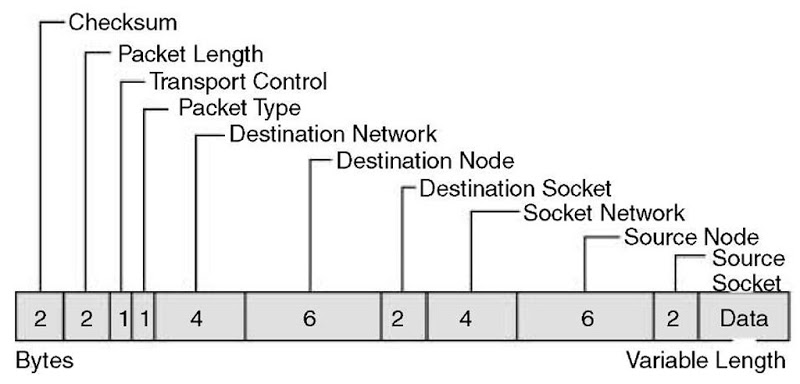 Checksum
Packet Length
Transport Control
Packet Type
Destination Network
Destination Node
Destination Socket
Socket Network
Source Node
Source
Socket
2 2 1 1 4 6 2 4 6 2 Data
Bytes Variable Length